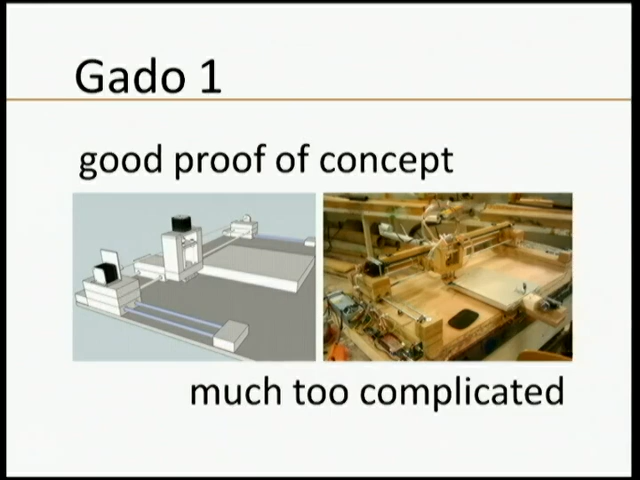 Gado 1
good proof of concept
much too complicated